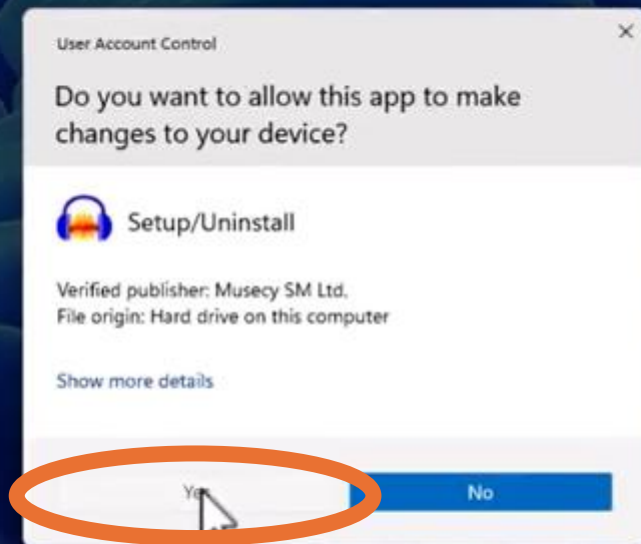 User Account Control
Do you want to allow this app to make
changes to your device?
Setup/Uninstall
Verified publisher: Musecy SM Ltd.
File origin: Hard drive on this computer
Show more details
Yes
No